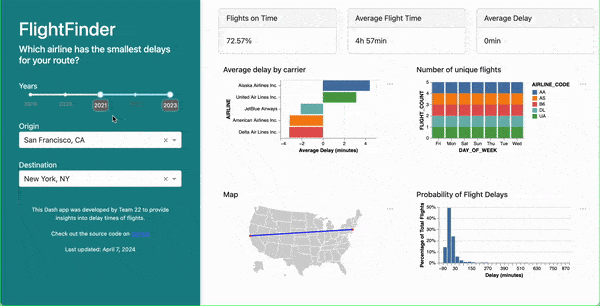 FlightFinder
Which airline has the smallest delays
for your route?
Years
2019 2020 2021 2022 2023
Origin
San Francisco, CA
Destination
New York, NY
This Dash app was developed by Team 22 to provide
insights into delay times of flights.
Check out the source code on
Last updated: April 7, 2024
Flights on Time
72.57%
Average Flight Time
4h 57min
Average Delay
0min
Average delay by carrier
AIRLINE
Alaska Airlines Inc.
United Air Lines Inc.
JetBlue Airways
American Airlines Inc.
Delta Air Lines Inc.
-4 -2 0 2 4
Average Delay (minutes)
Number of unique flights
FLIGHT_COUNT
5
4
3
2
1
0
Fri Mon Sat Sun Thu Tue Wed
DAY_OF_WEEK
AIRLINE_CODE
AA
AS
B6
DL
UA
Map
Probability of Flight Delays
Percentage of Total Flights
50%
40%
30%
20%
10%
0%
-90 30 150 270 390 510 630 750 870
Delay (minutes)